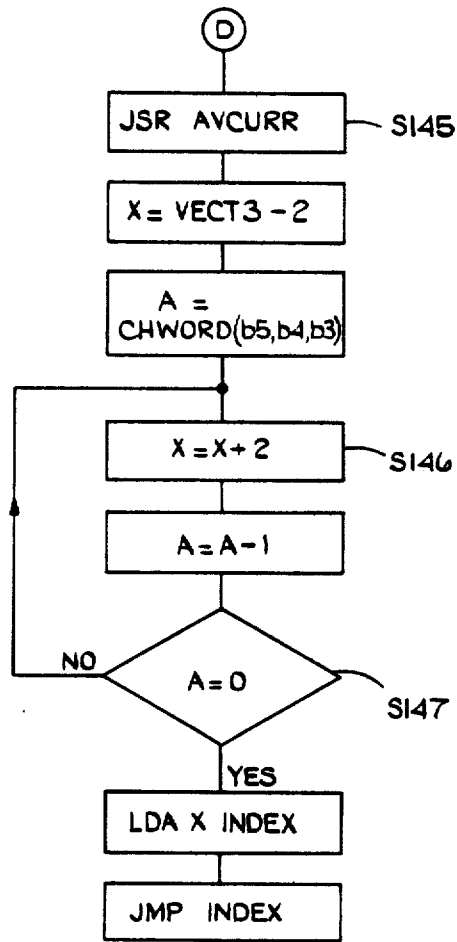 D
JSR AVCURR
S145
X = VECT3 - 2
A =
CHWORD(b5,b4,b3)
X = X + 2
S146
A = A - 1
NO
A = 0
S147
YES
LDA X INDEX
JMP INDEX